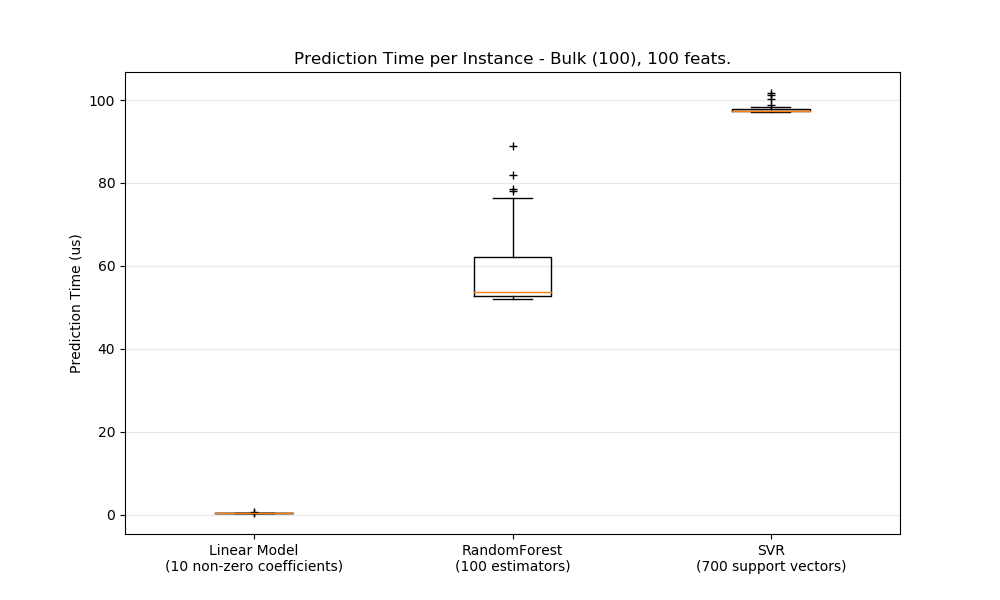 Prediction Time per Instance - Bulk (100), 100 feats.
Prediction Time (us)
100
80
60
40
20
0
Linear Model
(10 non-zero coefficients)
RandomForest
(100 estimators)
SVR
(700 support vectors)